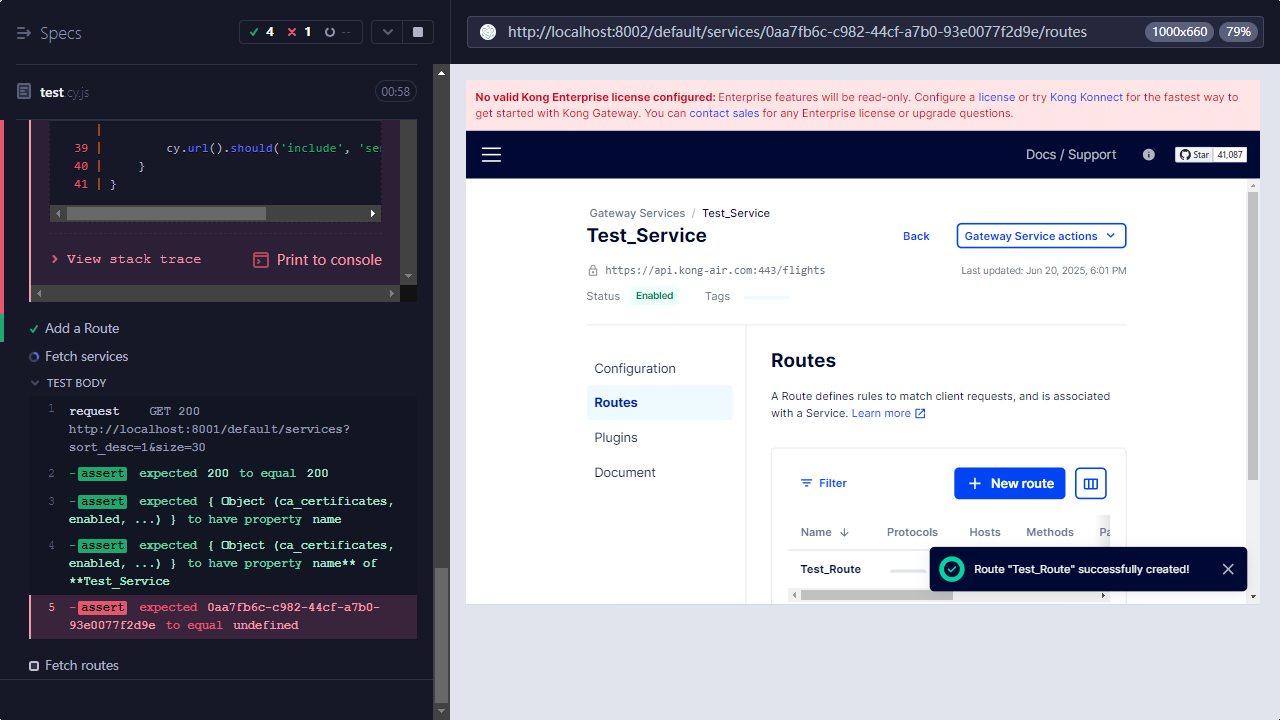 Specs
4 1 --
test.cy.js
00:58
39 | cy.url().should('include', 'se
40 | }
41 | }
View stack trace
Print to console
Add a Route
Fetch services
TEST BODY
1 request GET 200
http://localhost:8001/default/services?
sort_desc=1&size=30
2 -assert expected 200 to equal 200
3 -assert expected { Object (ca_certificates,
enabled, ...) } to have property name
4 -assert expected { Object (ca_certificates,
enabled, ...) } to have property name** of
**Test_Service
5 -assert expected 0aa7fb6c-c982-44cf-a7b0-
93e0077f2d9e to equal undefined
Fetch routes
http://localhost:8002/default/services/0aa7fb6c-c982-44cf-a7b0-93e0077f2d9e/routes
1000x660
79%
No valid Kong Enterprise license configured: Enterprise features will be read-only. Configure a license or try Kong Konnect for the fastest way to
get started with Kong Gateway. You can contact sales for any Enterprise license or upgrade questions.
Docs / Support
Star 41,087
Gateway Services / Test_Service
Test_Service
Back
Gateway Service actions
https://api.kong-air.com:443/flights
Last updated: Jun 20, 2025, 6:01 PM
Status Enabled Tags
Configuration
Routes
Plugins
Document
Routes
A Route defines rules to match client requests, and is associated
with a Service. Learn more
Filter
+ New route
Name Protocols Hosts Methods Pa
Test_Route
Route "Test_Route" successfully created!